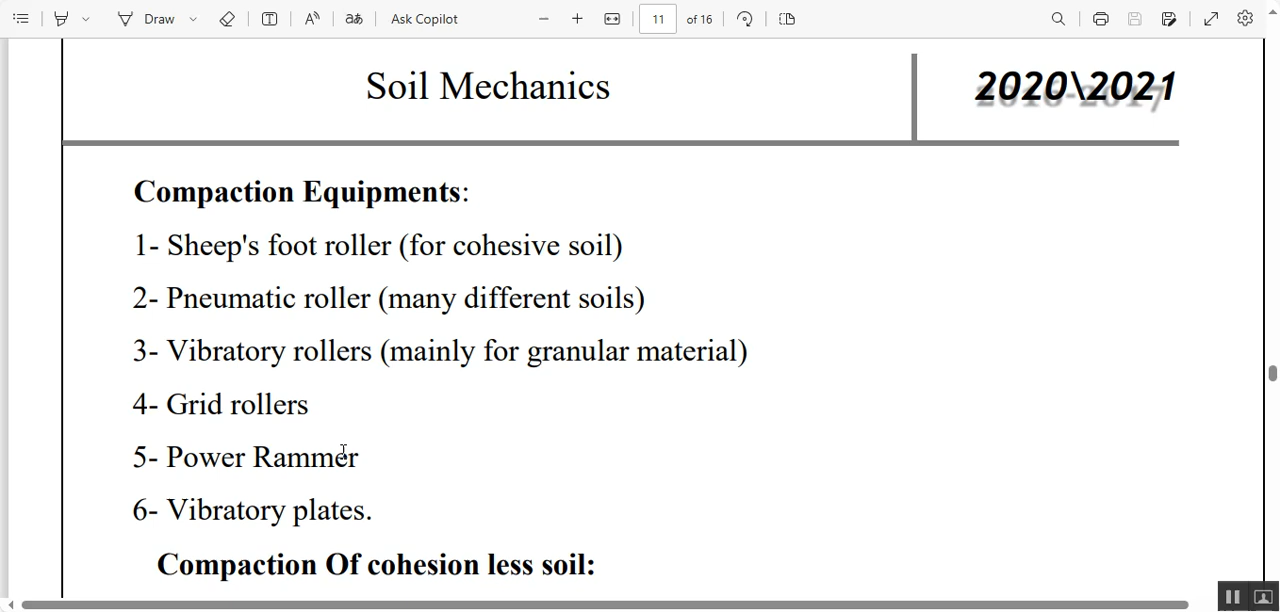 Draw
Ask Copilot
11 of 16
Soil Mechanics
2020\2021
Compaction Equipments:
1- Sheep's foot roller (for cohesive soil)
2- Pneumatic roller (many different soils)
3- Vibratory rollers (mainly for granular material)
4- Grid rollers
5- Power Rammer
6- Vibratory plates.
Compaction Of cohesion less soil: